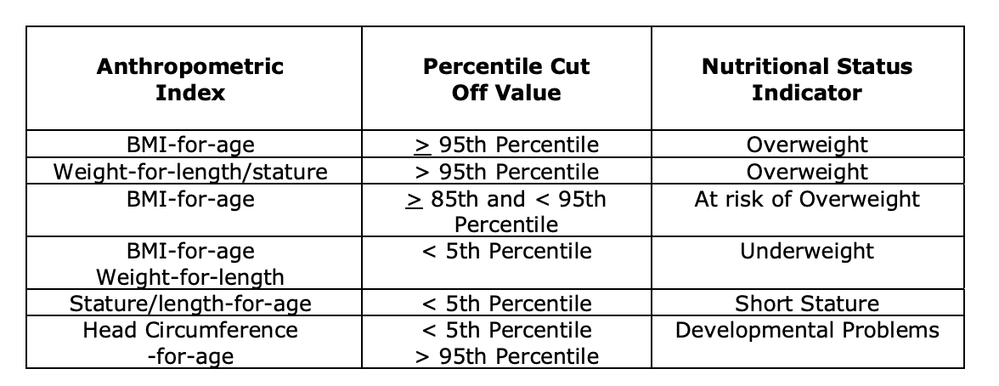 Anthropometric Index
Percentile Cut Off Value
Nutritional Status Indicator
BMI-for-age
≥ 95th Percentile
Overweight
Weight-for-length/stature
> 95th Percentile
Overweight
BMI-for-age
≥ 85th and < 95th
Percentile
At risk of Overweight
BMI-for-age
Weight-for-length
< 5th Percentile
Underweight
Stature/length-for-age
< 5th Percentile
Short Stature
Head Circumference
-for-age
< 5th Percentile
> 95th Percentile
Developmental Problems